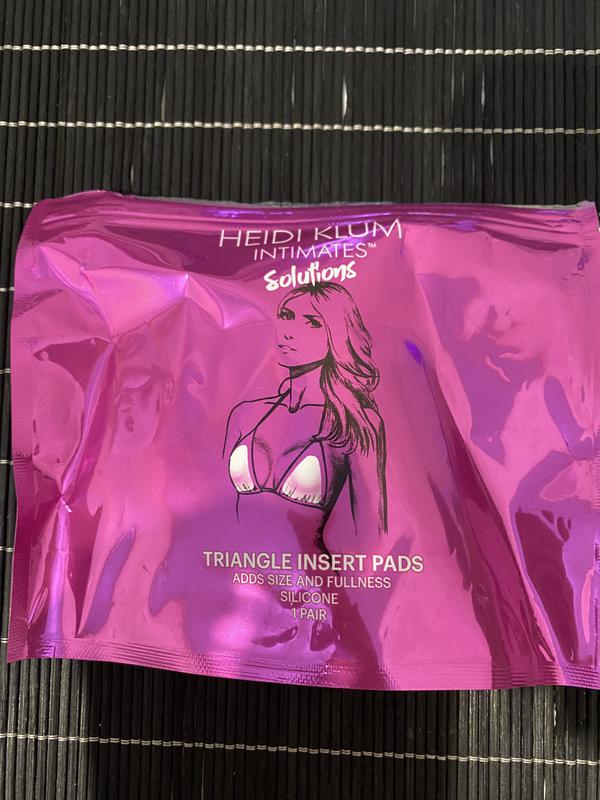 HEIDI KLUM
INTIMATES™
Solutions
TRIANGLE INSERT PADS
ADDS SIZE AND FULLNESS
SILICONE
1 PAIR